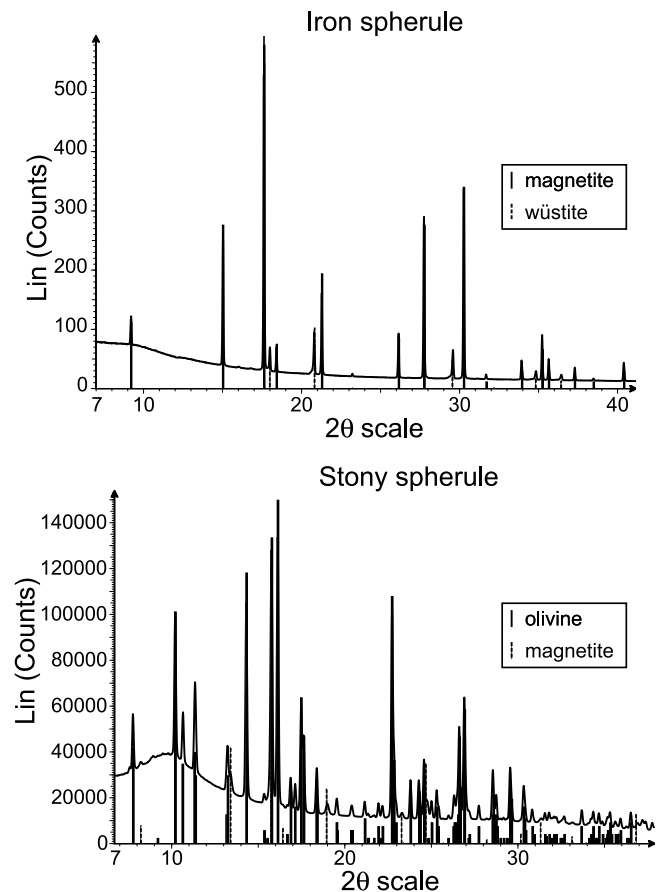 Iron spherule
Lin (Counts)
500
400
300
200
100
0
magnetite
wüstite
7
10
20
30
40
2θ scale
Stony spherule
Lin (Counts)
140000
120000
100000
80000
60000
40000
20000
0
olivine
magnetite
7
10
20
30
2θ scale